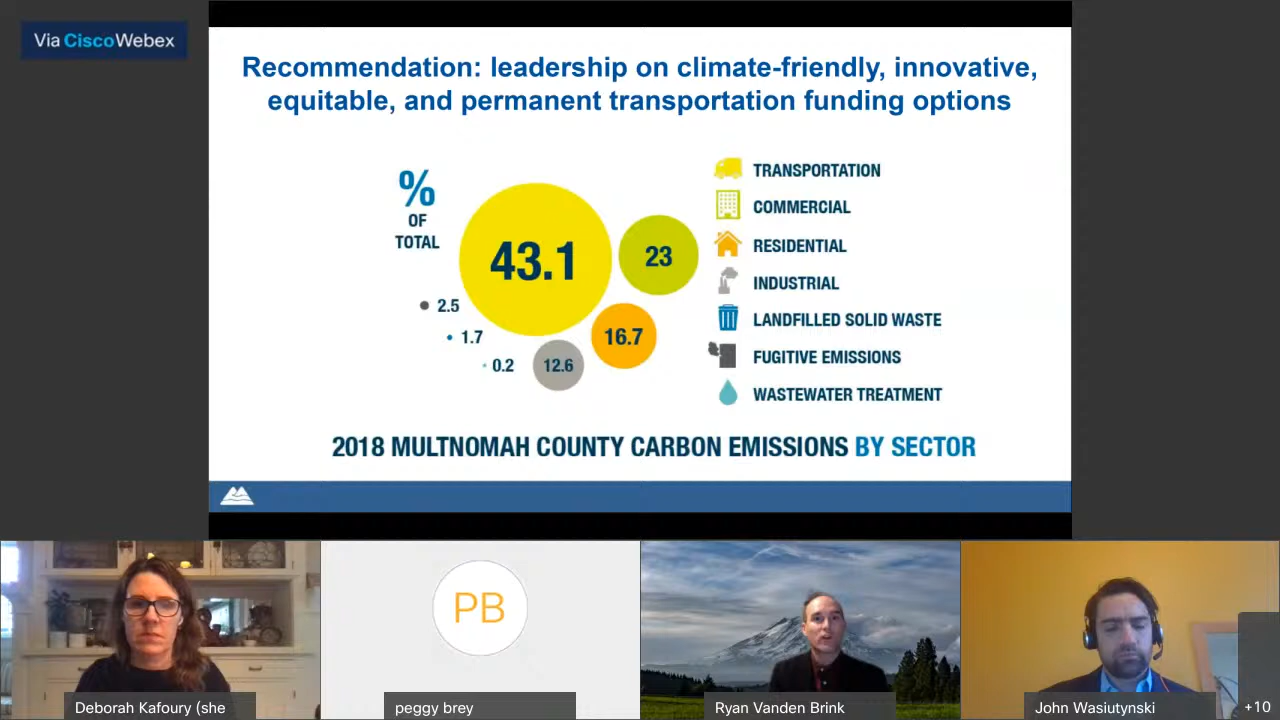 Via Cisco Webex
Recommendation: leadership on climate-friendly, innovative,
equitable, and permanent transportation funding options
%
OF
TOTAL
43.1
23
16.7
12.6
2.5
1.7
0.2
TRANSPORTATION
COMMERCIAL
RESIDENTIAL
INDUSTRIAL
LANDFILLED SOLID WASTE
FUGITIVE EMISSIONS
WASTEWATER TREATMENT
2018 MULTNOMAH COUNTY CARBON EMISSIONS BY SECTOR
PB
Deborah Kafoury (she
peggy brey
Ryan Vanden Brink
John Wasiutynski
+10